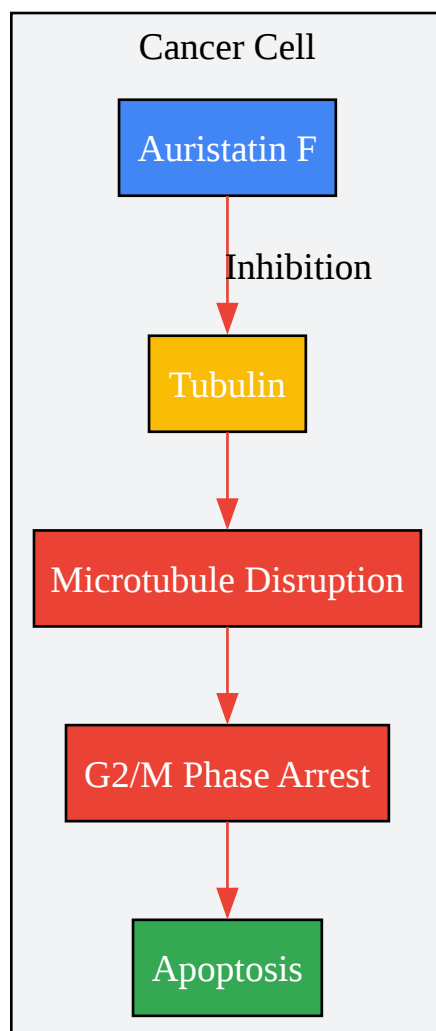 Cancer Cell
Auristatin F
Inhibition
Tubulin
Microtubule Disruption
G2/M Phase Arrest
Apoptosis